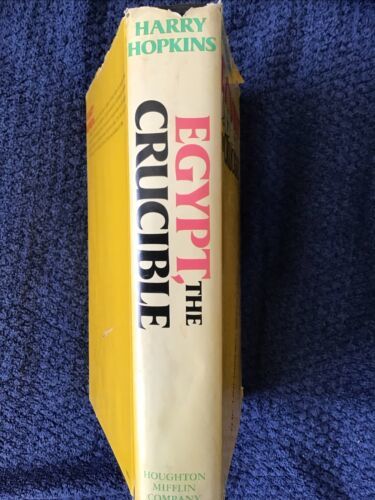 HARRY
HOPKINS
EGYPT, THE
CRUCIBLE
HOUGHTON
MIFFLIN
COMPANY